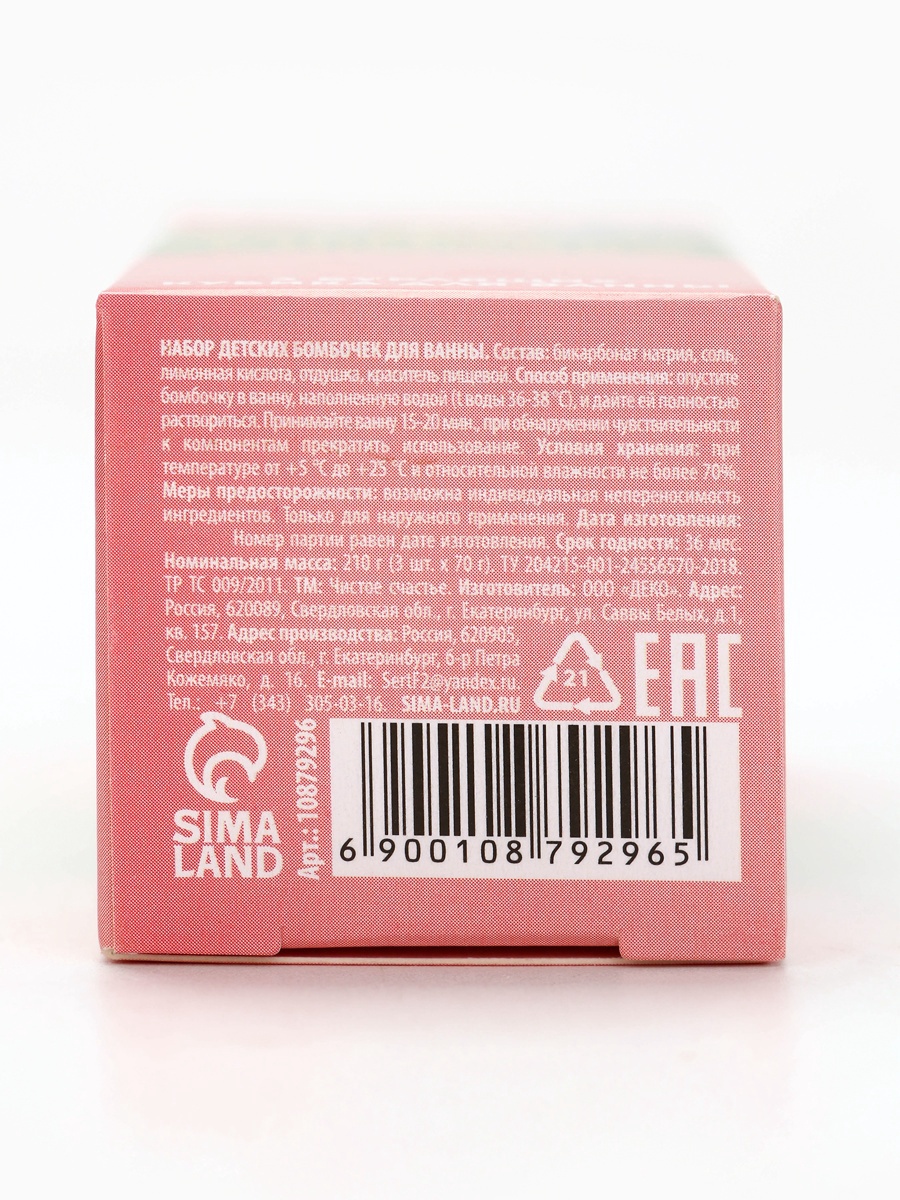 НАБОР ДЕТСКИХ БОМБОЧЕК ДЛЯ ВАННЫ. Состав: бикарбонат натрия, соль,
лимонная кислота, отдушка, краситель пищевой. Способ применения: опустите
бомбочку в ванну, наполненную водой (t воды 36-38 °C), и дайте ей полностью
раствориться. Принимайте ванну 15-20 мин., при обнаружении чувствительности
к компонентам прекратить использование. Условия хранения: при
температуре от +5 °C до +25 °C и относительной влажности не более 70%.
Меры предосторожности: возможна индивидуальная непереносимость
ингредиентов. Только для наружного применения. Дата изготовления:
Номер партии равен дате изготовления. Срок годности: 36 мес.
Номинальная масса: 210 г (3 шт. х 70 г). ТУ 204215-001-24556570-2018.
ТР ТС 009/2011. ТМ: Чистое счастье. Изготовитель: ООО «ДЕКО». Адрес:
Россия, 620089, Свердловская обл., г. Екатеринбург, ул. Саввы Белых, д.1,
кв. 157. Адрес производства: Россия, 620905,
Свердловская обл., г. Екатеринбург, б-р Петра
Кожемяко, д. 16. E-mail: SertF2@yandex.ru.
Тел.: +7 (343) 305-03-16. SIMA-LAND.RU
21
EAC
SIMA
LAND
Арт.: 10879296
6 900108 792965